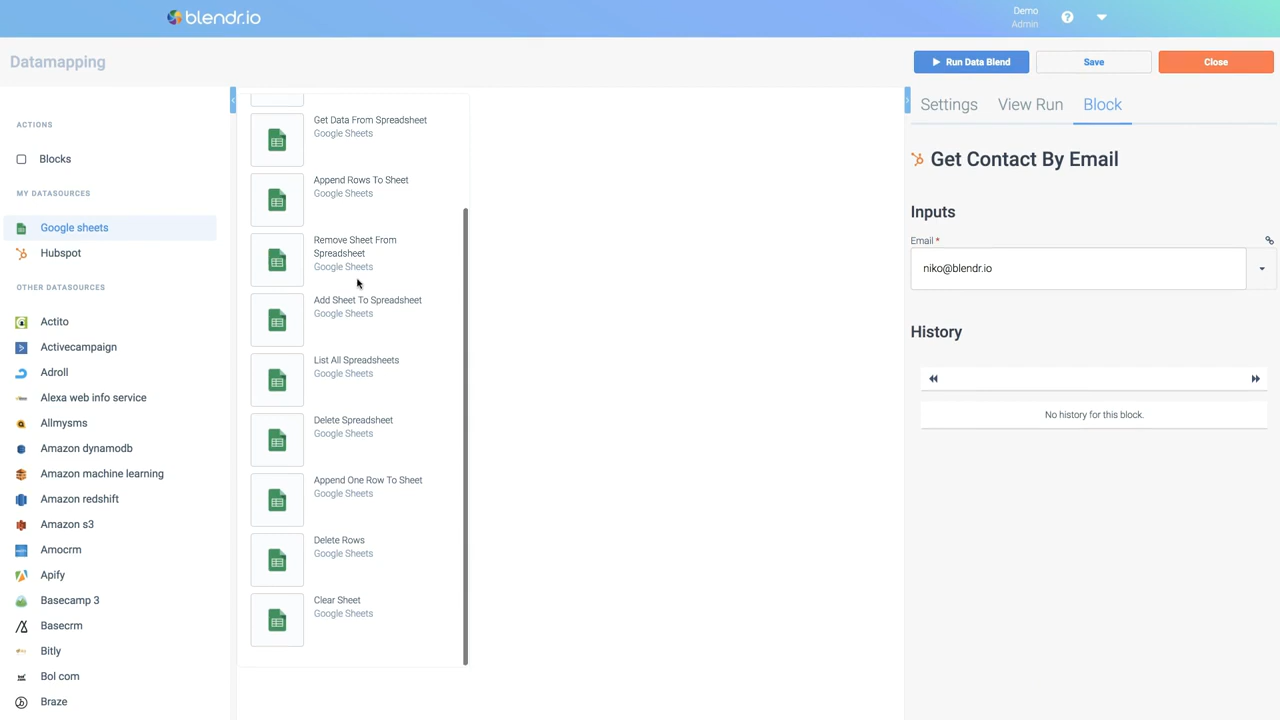 blendr.io
Demo
Admin
Datamapping
Run Data Blend
Save
Close
ACTIONS
Blocks
MY DATASOURCES
Google sheets
Hubspot
OTHER DATASOURCES
Actito
Activecampaign
Adroll
Alexa web info service
Allmysms
Amazon dynamodb
Amazon machine learning
Amazon redshift
Amazon s3
Amocrm
Apify
Basecamp 3
Basecrm
Bitly
Bol com
Braze
Get Data From Spreadsheet
Google Sheets
Append Rows To Sheet
Google Sheets
Remove Sheet From
Spreadsheet
Google Sheets
Add Sheet To Spreadsheet
Google Sheets
List All Spreadsheets
Google Sheets
Delete Spreadsheet
Google Sheets
Append One Row To Sheet
Google Sheets
Delete Rows
Google Sheets
Clear Sheet
Google Sheets
Settings
View Run
Block
Get Contact By Email
Inputs
Email *
niko@blendr.io
History
No history for this block.